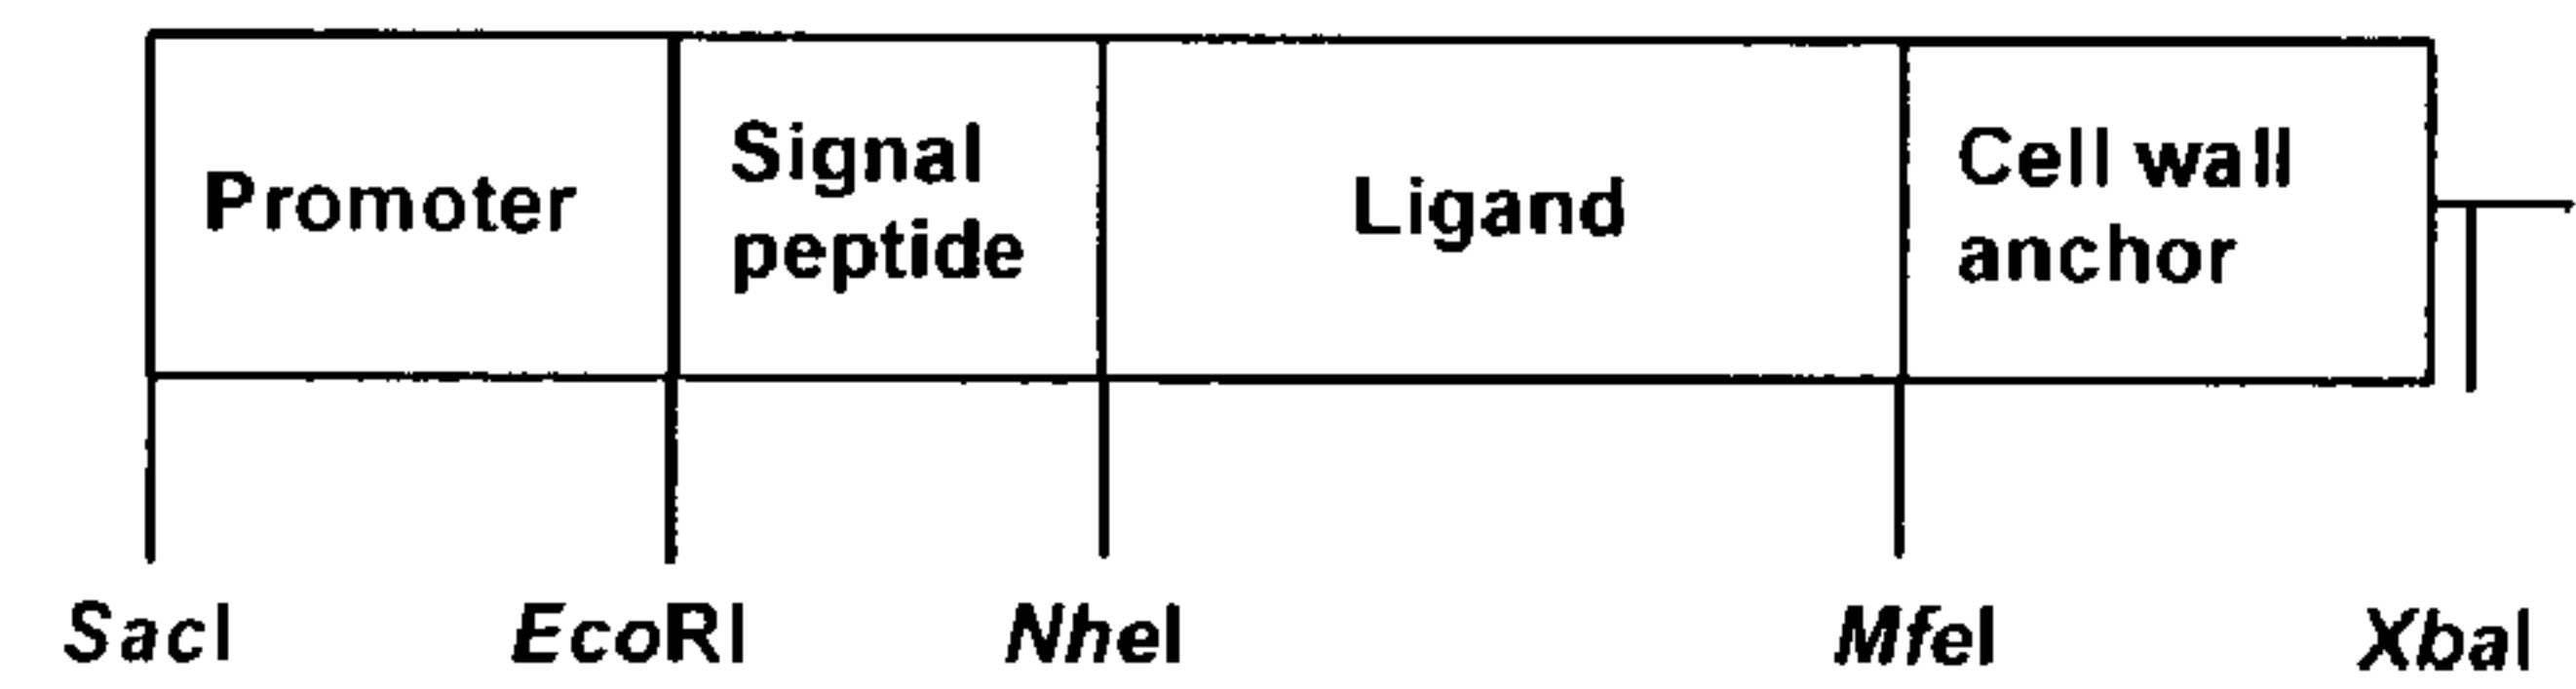 Promoter
Signal
peptide
Ligand
Cell wall
anchor
SacI
EcoRI
NheI
MfeI
XbaI